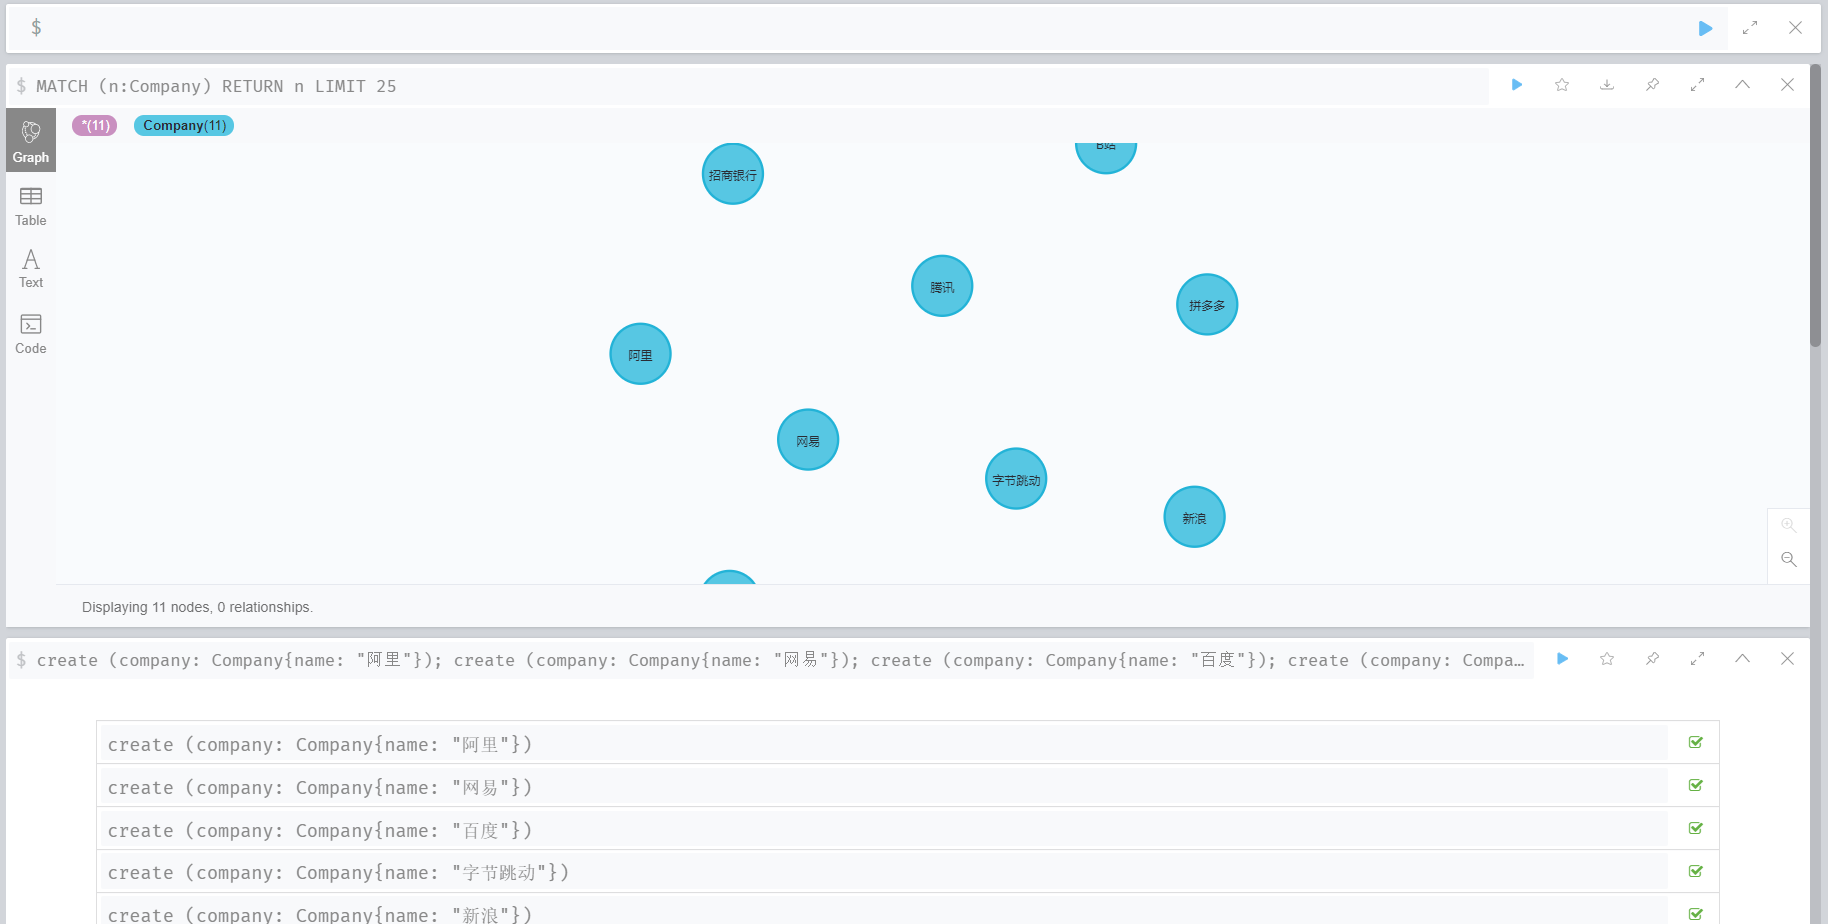 $
$ MATCH (n:Company) RETURN n LIMIT 25
*(11) Company(11)
Graph
Table
Text
Code
招商银行
B站
腾讯
拼多多
阿里
网易
字节跳动
新浪
Displaying 11 nodes, 0 relationships.
$ create (company: Company{name: "阿里"}); create (company: Company{name: "网易"}); create (company: Company{name: "百度"}); create (company: Compa…
create (company: Company{name: "阿里"})
create (company: Company{name: "网易"})
create (company: Company{name: "百度"})
create (company: Company{name: "字节跳动"})
create (company: Company{name: "新浪"})